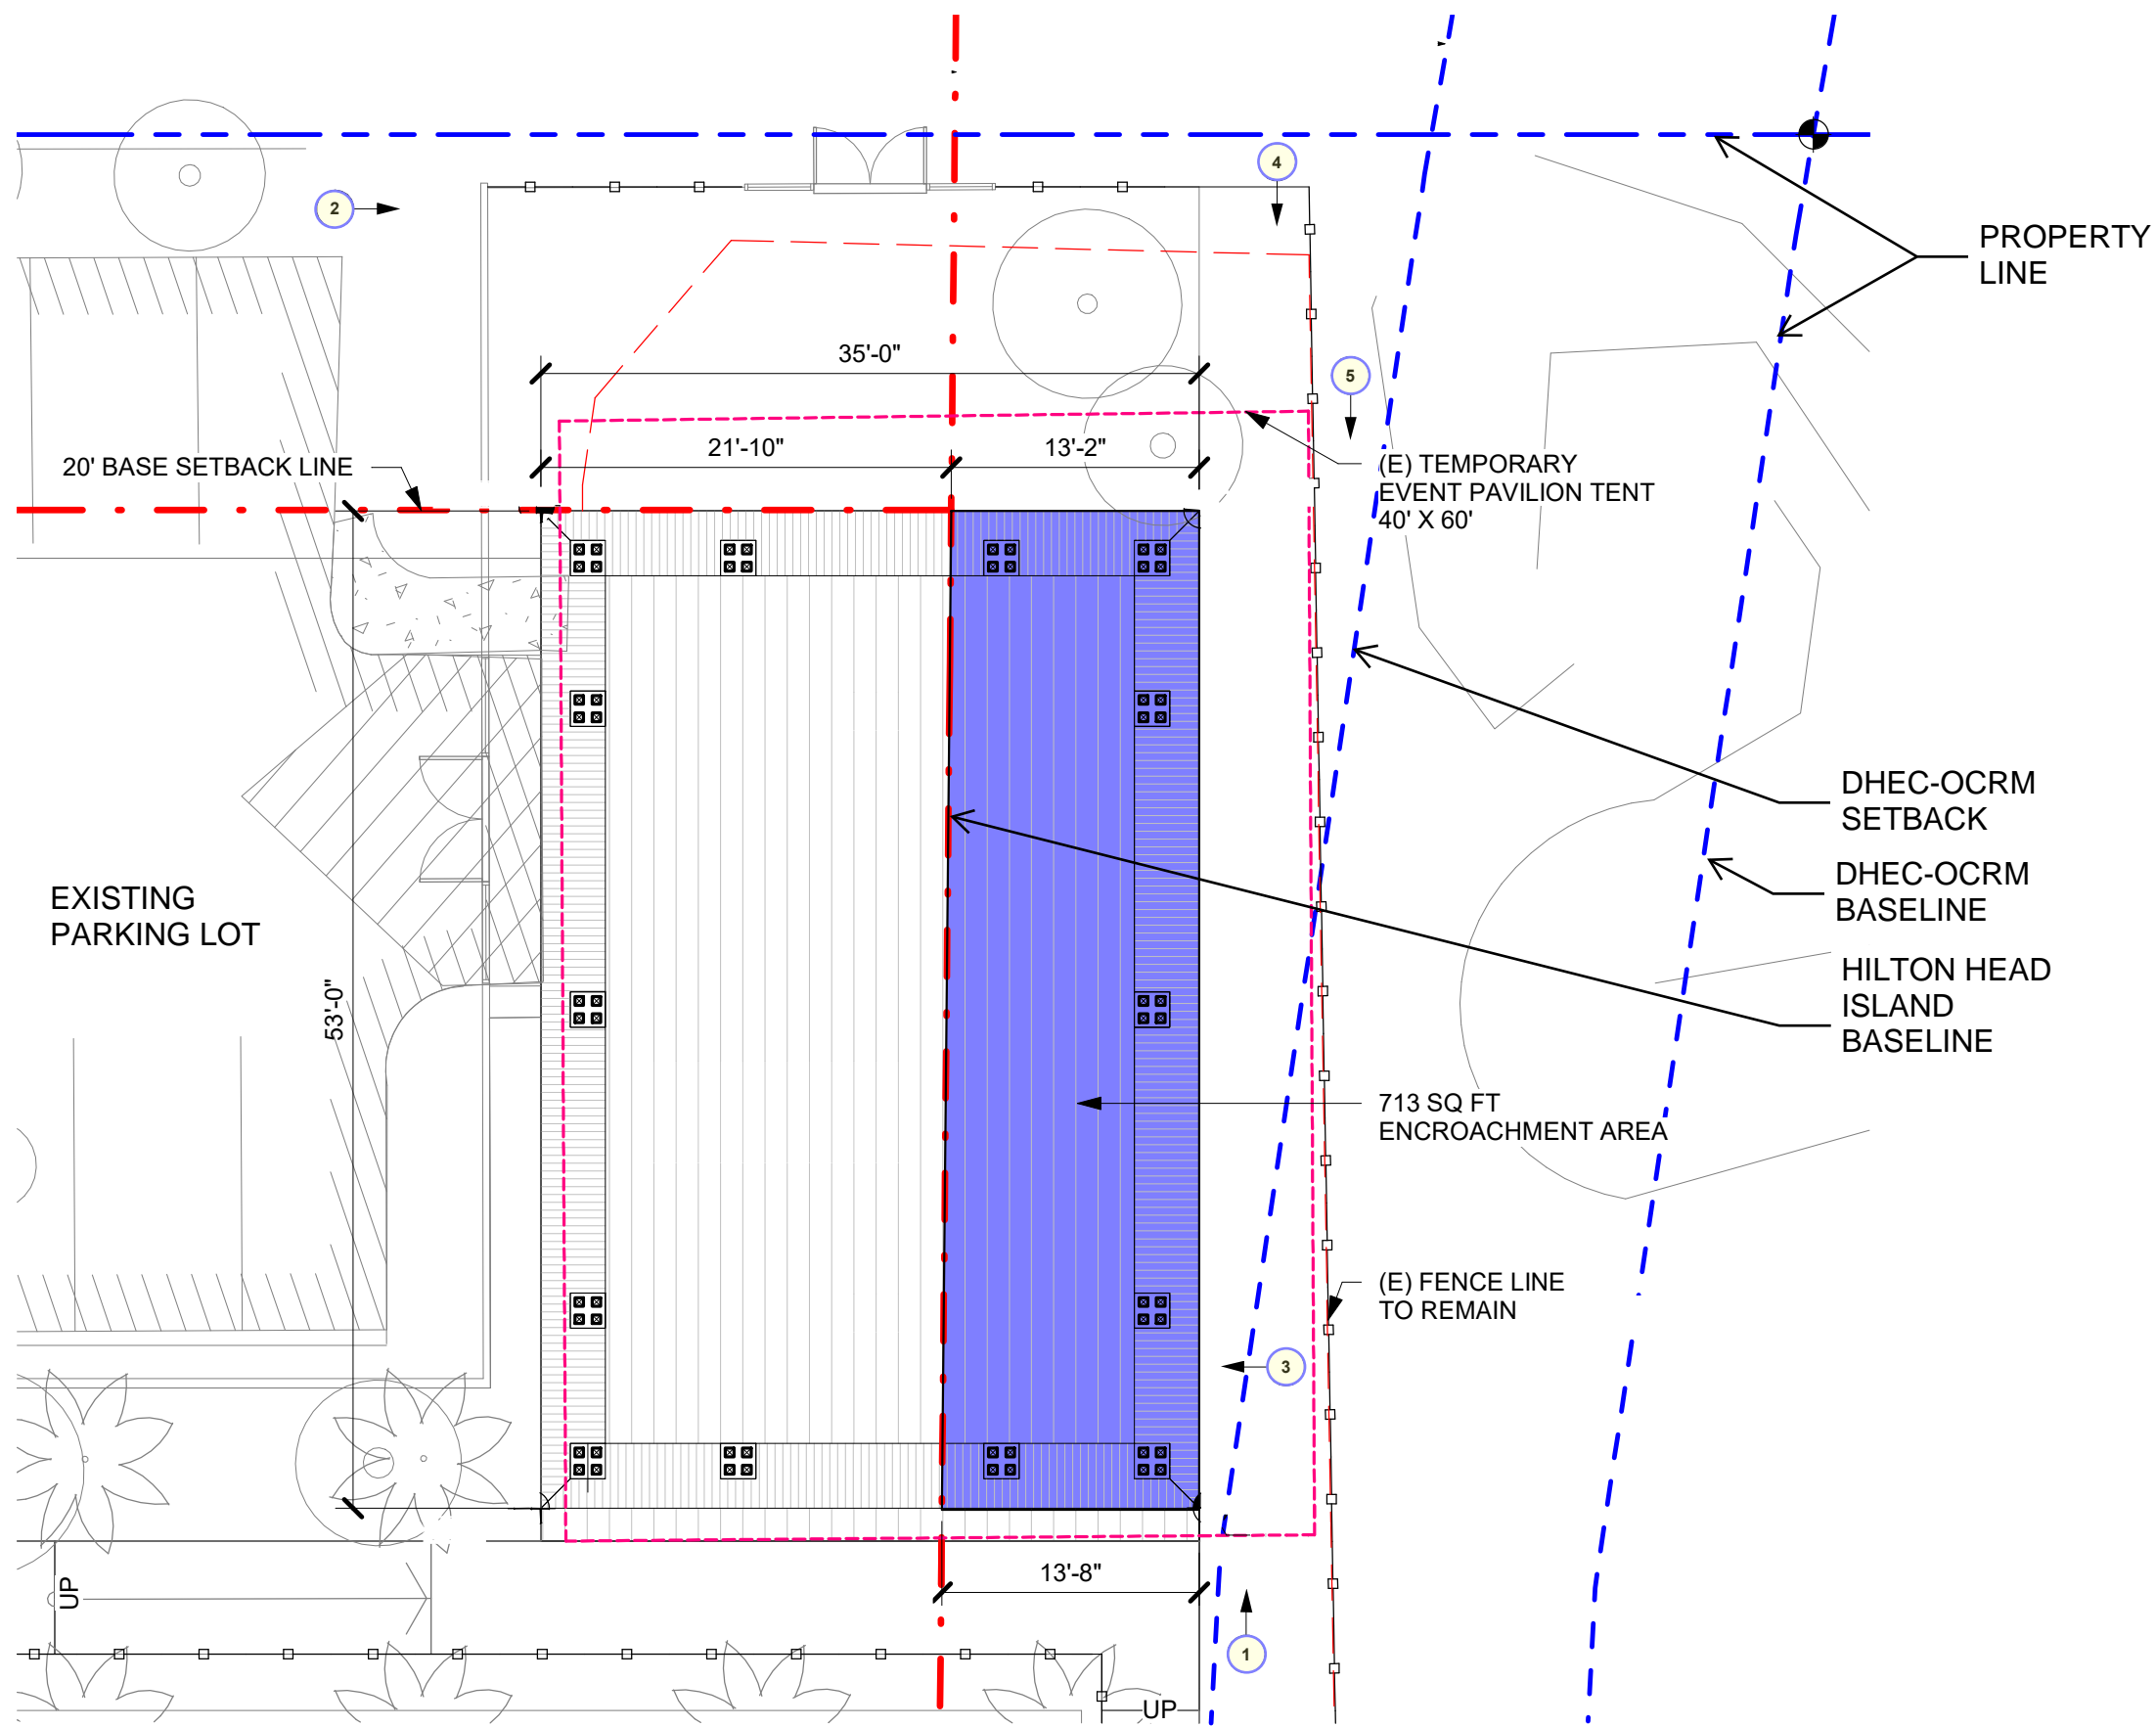 4
2
PROPERTY
LINE
35'-0"
5
21'-10"
13'-2"
20' BASE SETBACK LINE
(E) TEMPORARY
EVENT PAVILION TENT
40' X 60'
DHEC-OCRM
SETBACK
DHEC-OCRM
BASELINE
EXISTING
PARKING LOT
HILTON HEAD
ISLAND
BASELINE
53'-0"
713 SQ FT
ENCROACHMENT AREA
(E) FENCE LINE
TO REMAIN
3
13'-8"
UP
1
UP